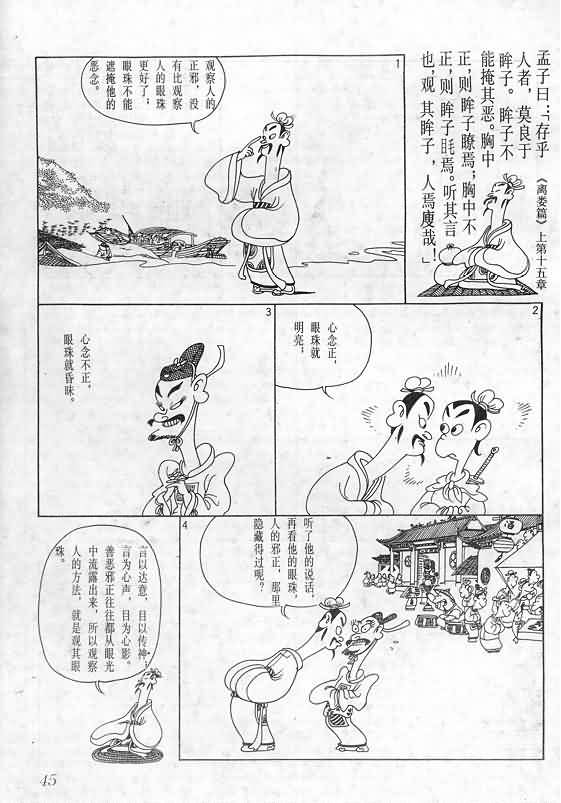 孟子曰："存乎
人者，莫良于
眸子。眸子不
能掩其恶。胸中
正，则眸子瞭焉；胸中不
正，则眸子眊焉。听其言
也，观其眸子，人焉廋哉。"
《离娄篇》上第十五章
1
观察人的
正邪，没
有比观察
人的眼珠
更好了；
眼珠不能
遮掩他的
恶念。
2
心念正，
眼珠就
明亮；
3
心念不正，
眼珠就昏昧。
4
听了他的说话，
再看他的眼珠，
人的邪正，那里
隐藏得过呢？
酒
言以达意，目以传神；
言为心声，目为心影。
善恶邪正往往都从眼光
中流露出来，所以观察
人的方法，就是观其眼
珠。
45